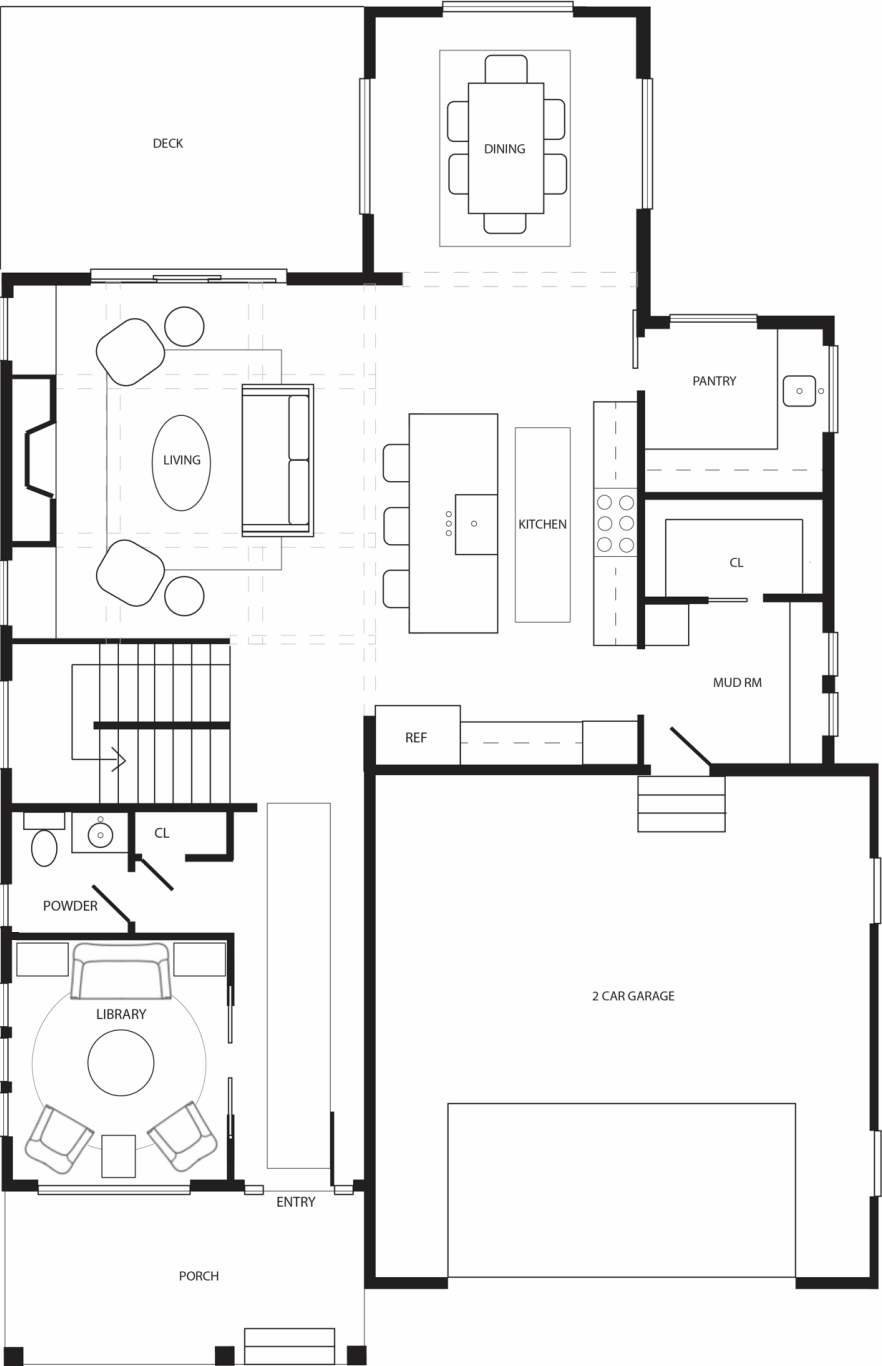 DECK
DINING
PANTRY
LIVING
KITCHEN
CL
MUD RM
REF
CL
POWDER
2 CAR GARAGE
LIBRARY
ENTRY
PORCH